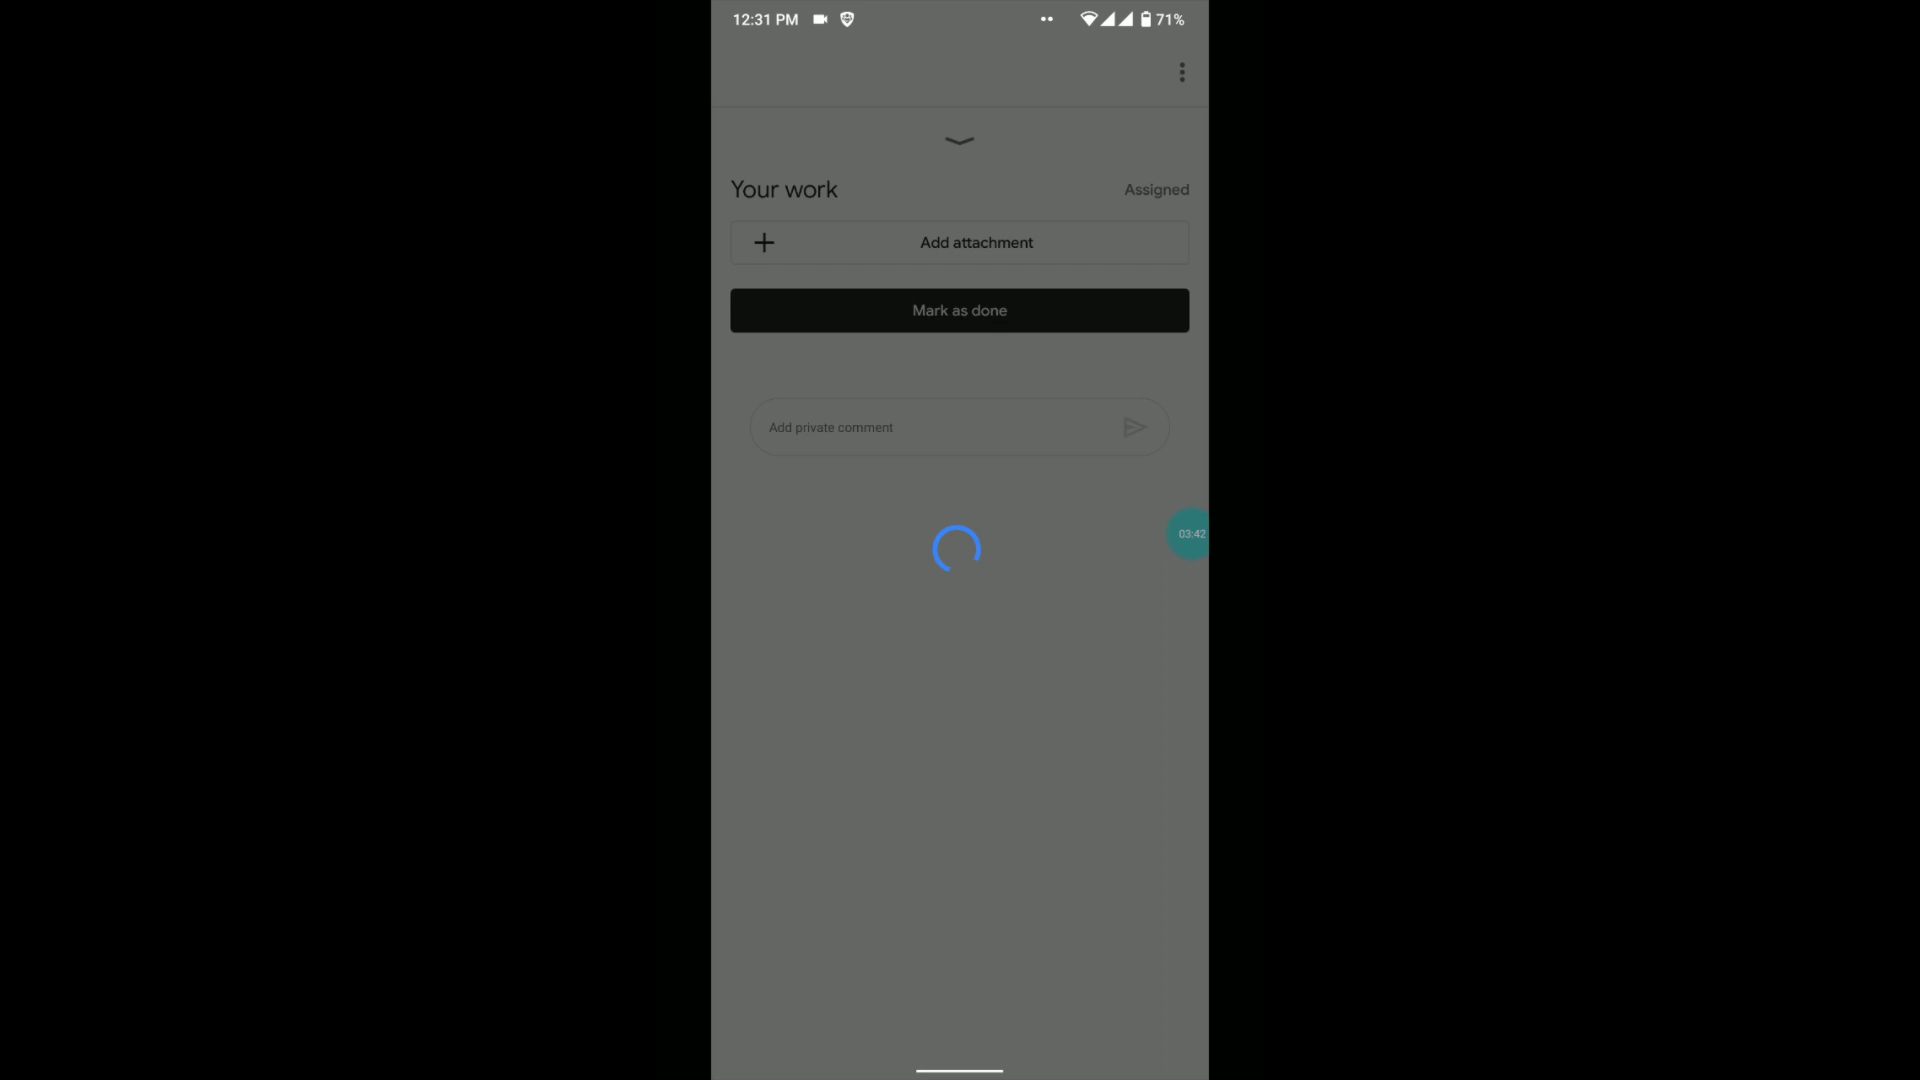 12:31 PM 71%
Your work Assigned
Add attachment
Mark as done
Add private comment
03:42